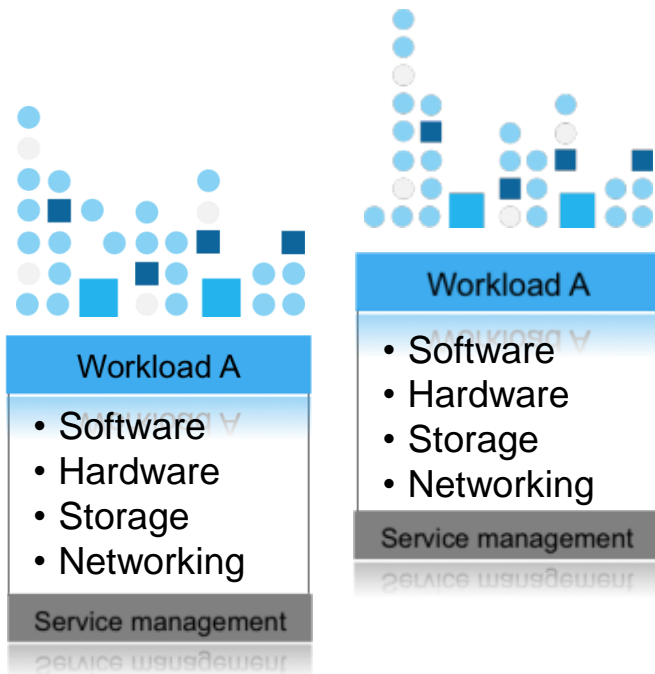 Workload A
• Software
• Hardware
• Storage
• Networking
Service management
Workload A
• Software
• Hardware
• Storage
• Networking
Service management